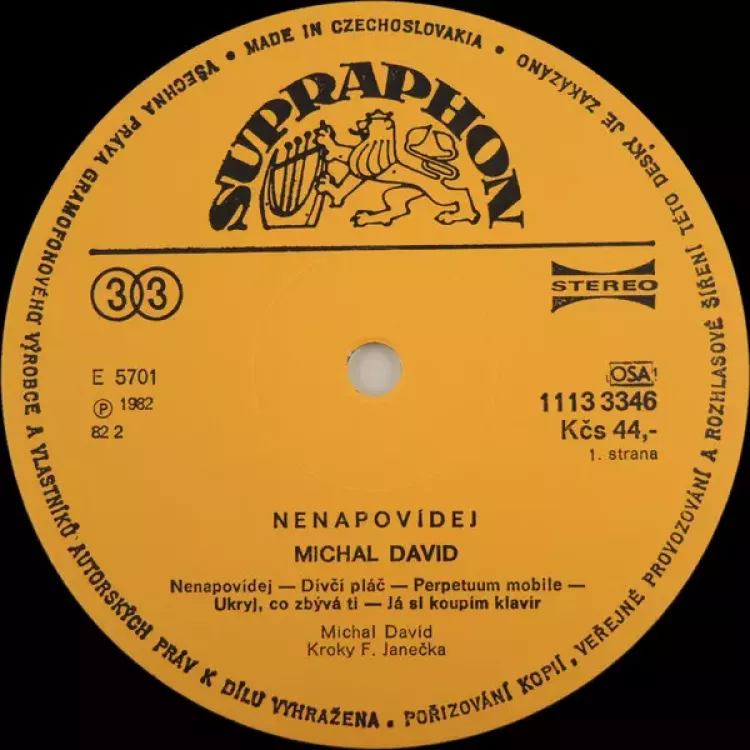 • MADE IN CZECHOSLOVAKIA •
VŠECHNA PRÁVA GRAMOFONOVÉHO VÝROBCE A VLASTNÍKŮ AUTORSKÝCH PRÁV K DÍLU VYHRAŽENA • POŘIZOVÁNÍ KOPIÍ, VEŘEJNÉ PROVOZOVÁNÍ A ROZHLASOVÉ ŠÍŘENÍ TÉTO DESKY JE ZAKÁZÁNO
SUPRAPHON
33
STEREO
E 5701
℗ 1982
82 2
OSA
1113 3346
Kčs 44,-
1. strana
NENAPOVÍDEJ
MICHAL DAVID
Nenapovídej — Dívčí pláč — Perpetuum mobile —
Ukryj, co zbývá ti — Já si koupím klavír
Michal David
Kroky F. Janečka